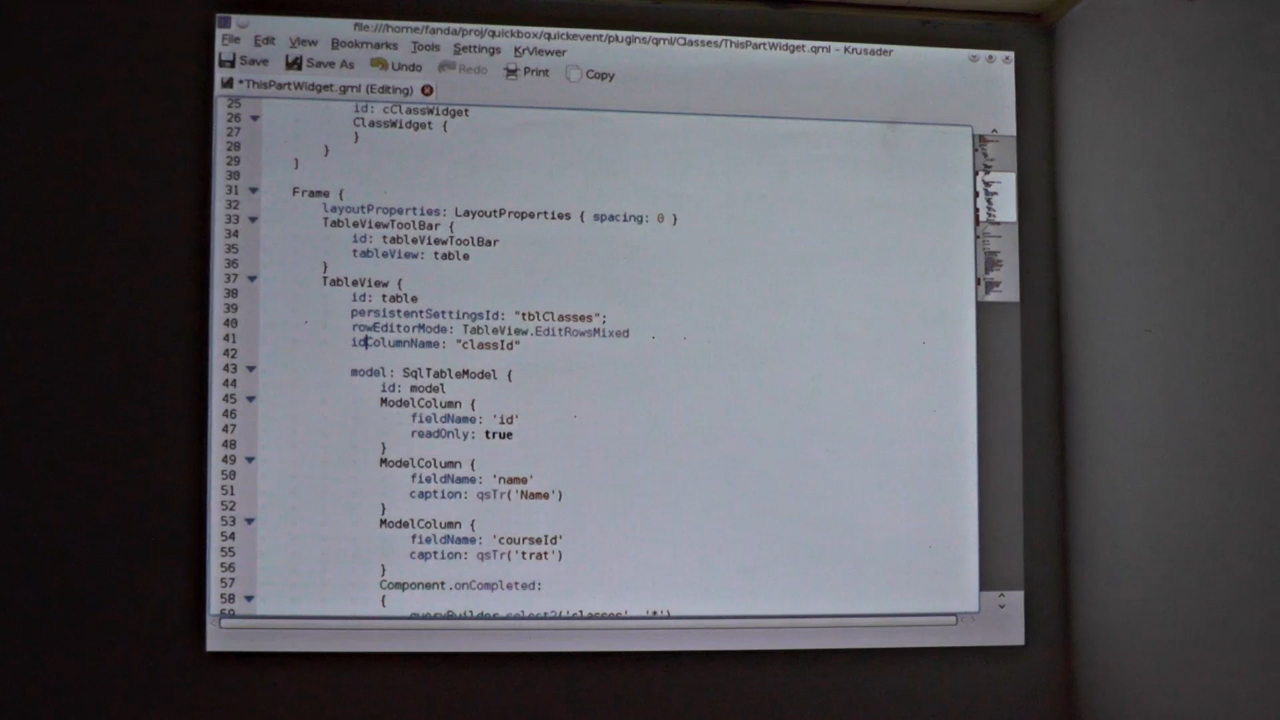 file:///home/fanda/proj/quickbox/quickevent/plugins/qml/Classes/ThisPartWidget.qml - Krusader
File Edit View Bookmarks Tools Settings KrViewer
Save Save As Undo Redo Print Copy
*ThisPartWidget.qml (Editing)
25 id: cClassWidget
26 ClassWidget {
27 }
28 }
29 ]
30
31 Frame {
32 layoutProperties: LayoutProperties { spacing: 0 }
33 TableViewToolBar {
34 id: tableViewToolBar
35 tableView: table
36 }
37 TableView {
38 id: table
39 persistentSettingsId: "tblClasses";
40 rowEditorMode: TableView.EditRowsMixed
41 idColumnName: "classId"
42
43 model: SqlTableModel {
44 id: model
45 ModelColumn {
46 fieldName: 'id'
47 readOnly: true
48 }
49 ModelColumn {
50 fieldName: 'name'
51 caption: qsTr('Name')
52 }
53 ModelColumn {
54 fieldName: 'courseId'
55 caption: qsTr('trat')
56 }
57 Component.onCompleted:
58 {
59 queryBuilder.select2('classes', '*')